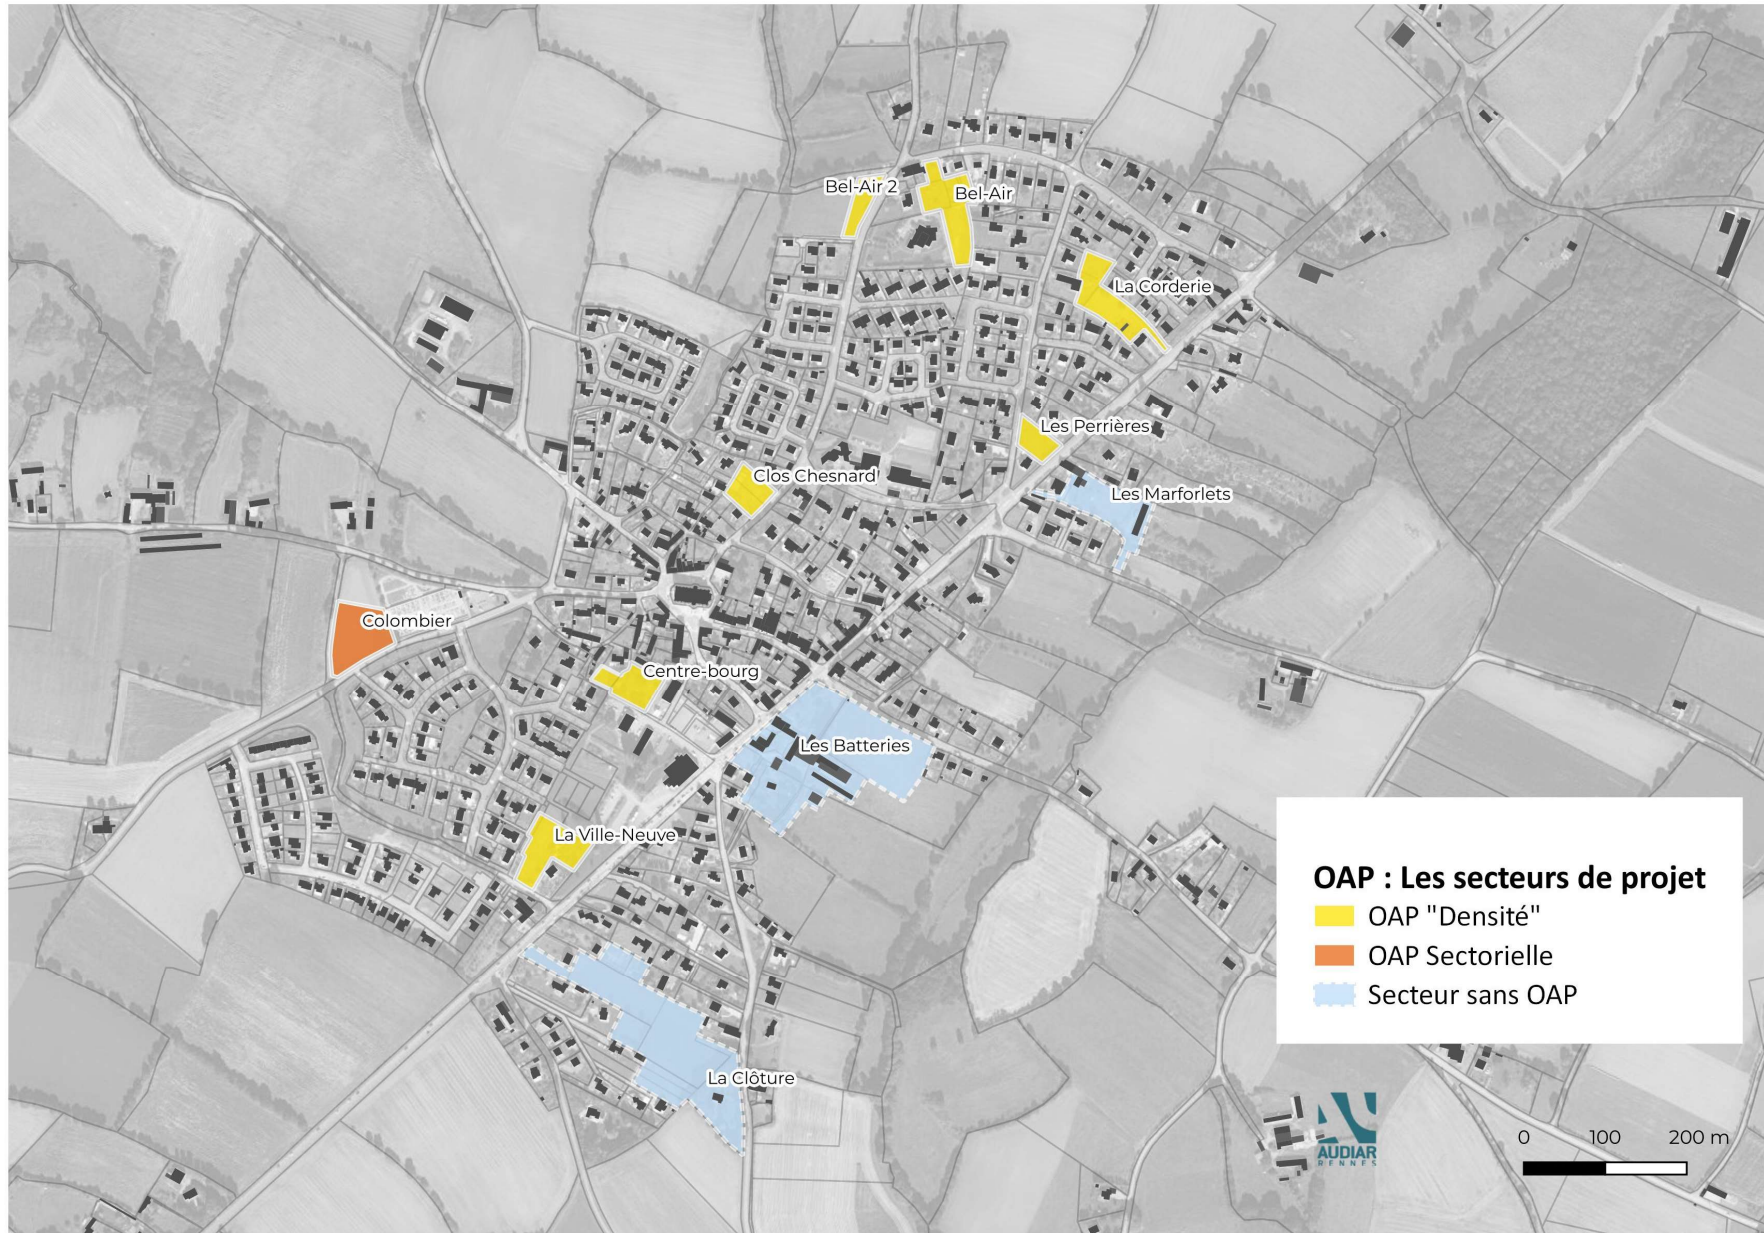 Bel-Air 2
Bel-Air
La Corderie
Les Perrières
Clos Chesnard
Les Marforlets
Colombier
Centre-bourg
Les Batteries
La Ville-Neuve
La Clôture
OAP : Les secteurs de projet
OAP "Densité"
OAP Sectorielle
Secteur sans OAP
AUDIAR
RENNES
0 100 200 m